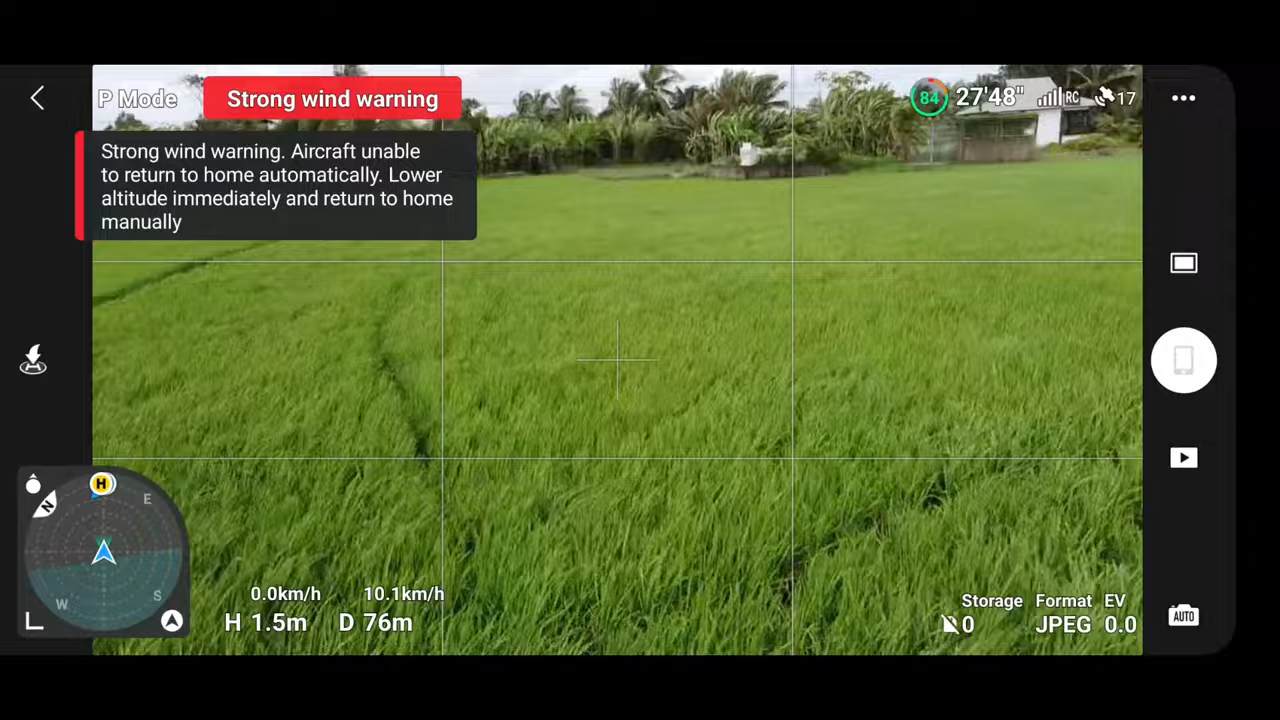 P Mode
Strong wind warning
84 27'48" RC 17
Strong wind warning. Aircraft unable
to return to home automatically. Lower
altitude immediately and return to home
manually
H
E
N
W
S
0.0km/h 10.1km/h
H 1.5m D 76m
Storage Format EV
0 JPEG 0.0
AUTO